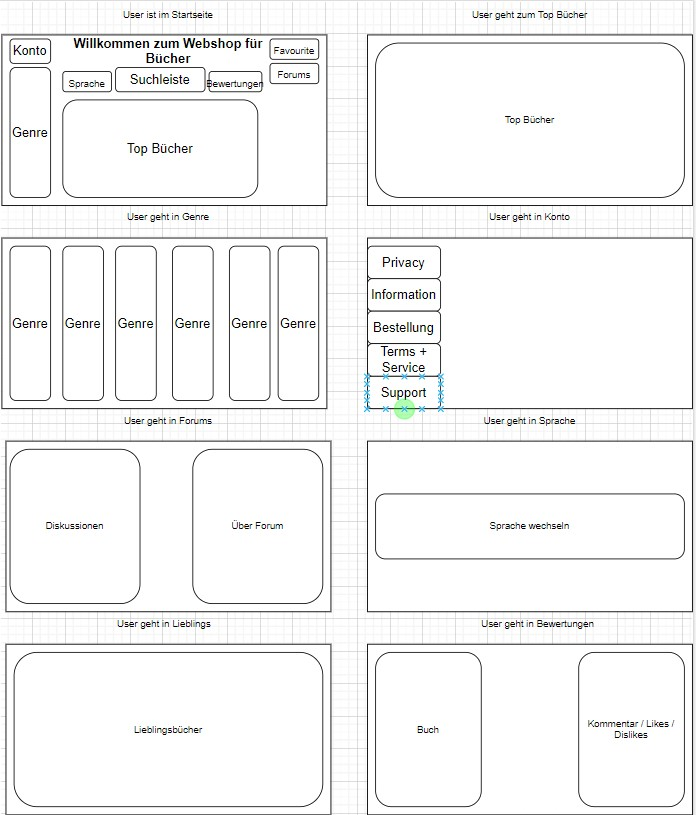 User ist im Startseite
User geht zum Top Bücher
Konto
Willkommen zum Webshop für
Bücher
Favourite
Forums
Sprache
Suchleiste
Bewertungen
Genre
Top Bücher
Top Bücher
User geht in Genre
User geht in Konto
Genre
Genre
Genre
Genre
Genre
Genre
Privacy
Information
Bestellung
Terms +
Service
Support
User geht in Forums
User geht in Sprache
Diskussionen
Über Forum
Sprache wechseln
User geht in Lieblings
User geht in Bewertungen
Lieblingsbücher
Buch
Kommentar / Likes /
Dislikes